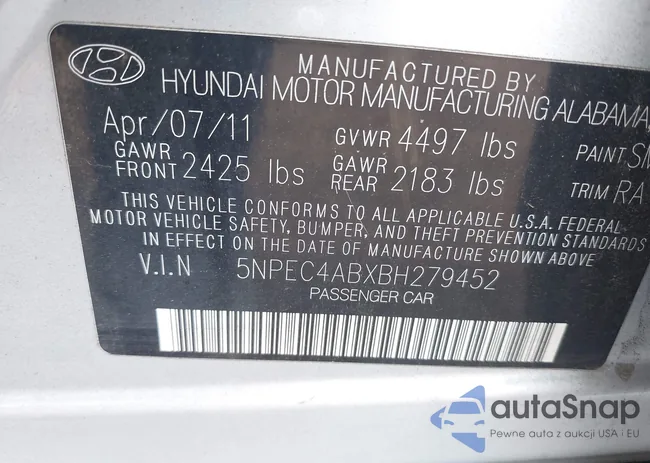 MANUFACTURED BY
HYUNDAI MOTOR MANUFACTURING ALABAMA,
Apr/07/11 GVWR 4497 lbs PAINT SM
GAWR FRONT 2425 lbs GAWR REAR 2183 lbs TRIM RA
THIS VEHICLE CONFORMS TO ALL APPLICABLE U.S.A. FEDERAL
MOTOR VEHICLE SAFETY, BUMPER, AND THEFT PREVENTION STANDARDS
IN EFFECT ON THE DATE OF MANUFACTURE SHOWN ABOVE
V.I.N 5NPEC4ABXBH279452
PASSENGER CAR
autaSnap
Pewne auta z aukcji USA i EU